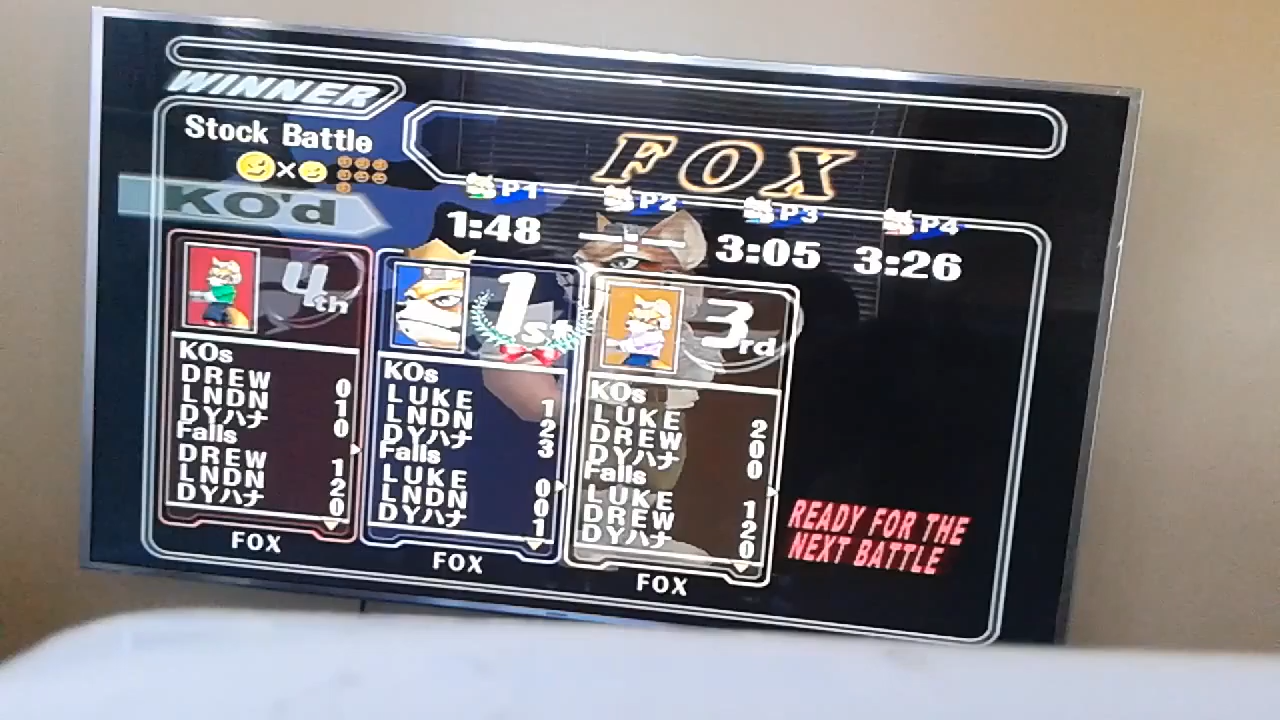 WINNER
Stock Battle
FOX
KO'd
P1 P2 P3 P4
1:48 -:- 3:05 3:26
4th
KOs
DREW 0
LNDN 1
DYハナ 0
Falls
DREW 1
LNDN 2
DYハナ 0
FOX
1st
KOs
LUKE 1
LNDN 2
DYハナ 3
Falls
LUKE 0
LNDN 0
DYハナ 1
FOX
3rd
KOs
LUKE 2
DREW 0
DYハナ 0
Falls
LUKE 1
DREW 2
DYハナ 0
FOX
READY FOR THE
NEXT BATTLE